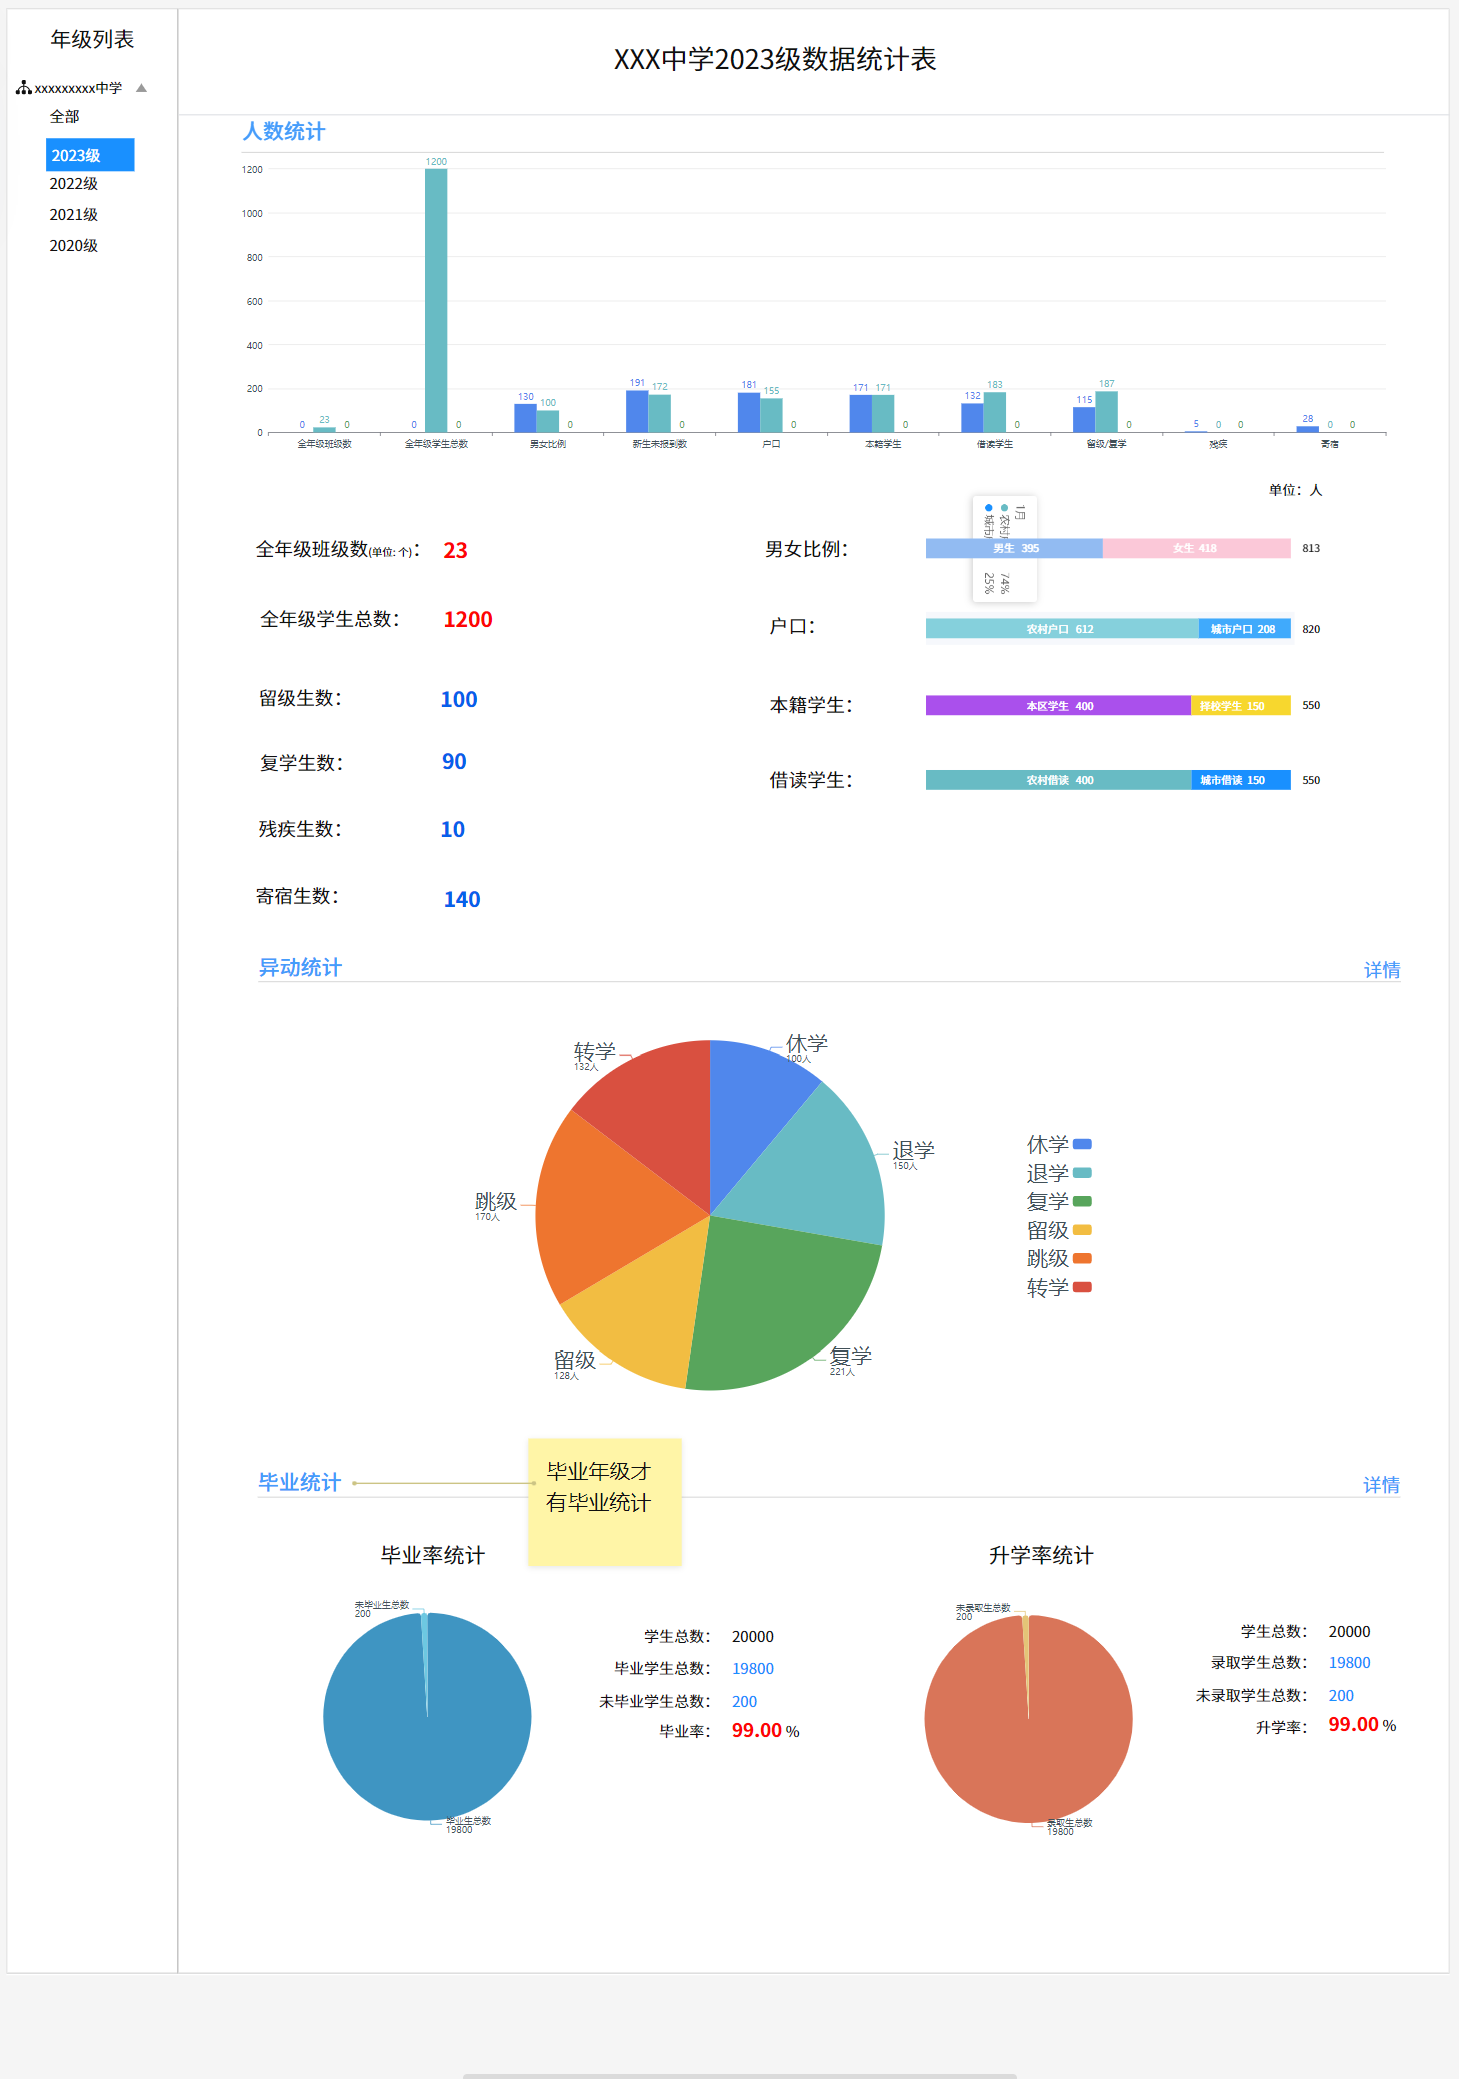 年级列表
xxxxxxxxx中学
全部
2023级
2022级
2021级
2020级
XXX中学2023级数据统计表
人数统计
1200
1000
800
600
400
200
0
0 23 0
0 1200 0
130 100 0
191 172 0
181 155 0
171 171 0
132 183 0
115 187 0
5 0 0
28 0 0
全年级班级数 全年级学生总数 男女比例 新生未报到数 户口 本籍学生 借读学生 留级/复学 残疾 寄宿
单位：人
全年级班级数(单位: 个)： 23
全年级学生总数： 1200
留级生数： 100
复学生数： 90
残疾生数： 10
寄宿生数： 140
1月
农村 74%
城市 25%
男女比例： 男生 395 女生 418 813
户口： 农村户口 612 城市户口 208 820
本籍学生： 本区学生 400 择校学生 150 550
借读学生： 农村借读 400 城市借读 150 550
异动统计 详情
休学
100人
退学
150人
复学
221人
留级
128人
跳级
170人
转学
132人
休学
退学
复学
留级
跳级
转学
毕业统计 详情
毕业年级才
有毕业统计
毕业率统计
未毕业生总数
200
毕业生总数
19800
学生总数： 20000
毕业学生总数： 19800
未毕业学生总数： 200
毕业率： 99.00 %
升学率统计
未录取生总数
200
录取生总数
19800
学生总数： 20000
录取学生总数： 19800
未录取学生总数： 200
升学率： 99.00 %